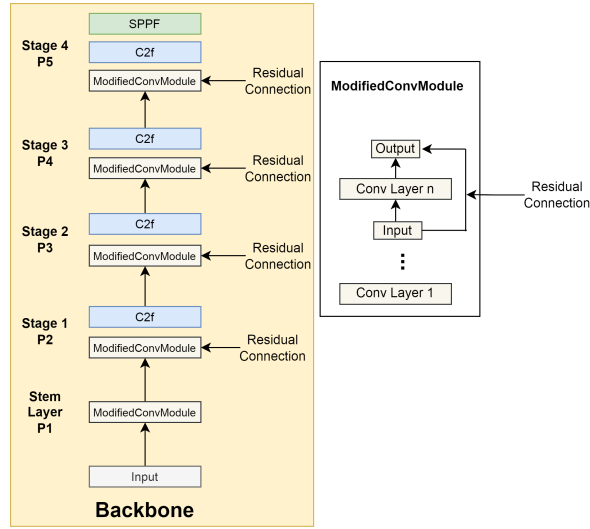 SPPF
Stage 4
P5
C2f
ModifiedConvModule
Residual
Connection
Stage 3
P4
C2f
ModifiedConvModule
Residual
Connection
Stage 2
P3
C2f
ModifiedConvModule
Residual
Connection
Stage 1
P2
C2f
ModifiedConvModule
Residual
Connection
Stem
Layer
P1
ModifiedConvModule
Input
Backbone
ModifiedConvModule
Output
Conv Layer n
Input
Residual
Connection
Conv Layer 1